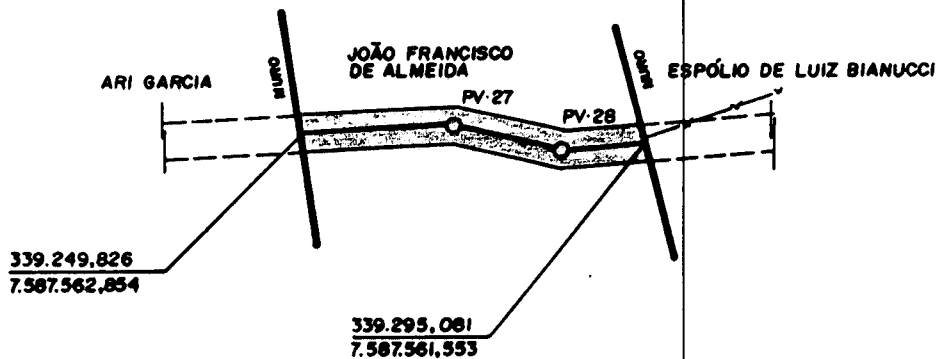 JOÃO FRANCISCO
DE ALMEIDA
ARI GARCIA
MURO
MURO
ESPÓLIO DE LUIZ BIANUCCI
PV-27
PV-28
339.249,826
7.587.562,854
339.295,081
7.587.561,553